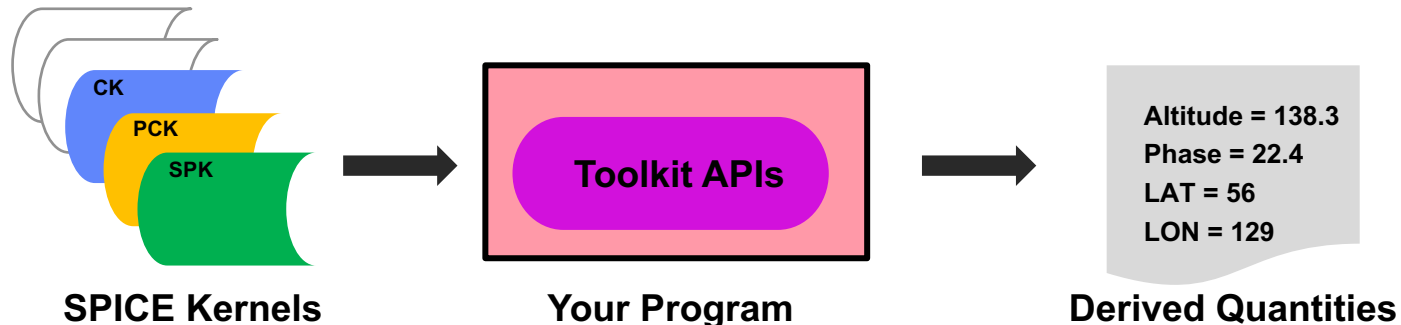 CK
PCK
SPK
SPICE Kernels
Toolkit APIs
Your Program
Altitude = 138.3
Phase = 22.4
LAT = 56
LON = 129
Derived Quantities